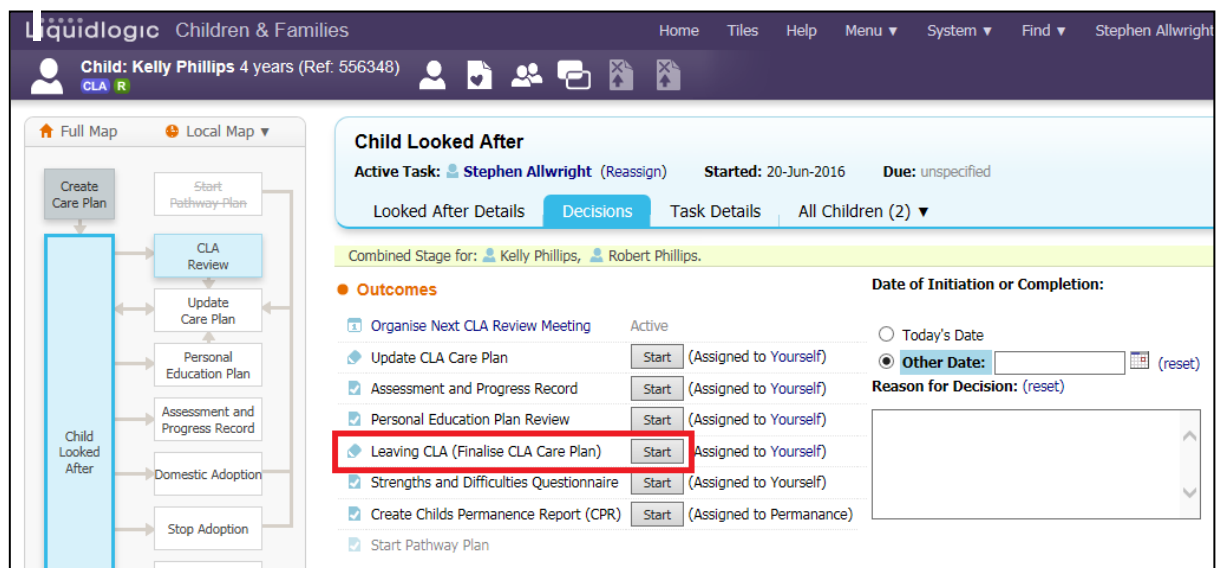 Liquidlogic Children & Families Home Tiles Help Menu ▼ System ▼ Find ▼ Stephen Allwright
Child: Kelly Phillips 4 years (Ref: 556348)
CLA R
Full Map Local Map ▼
Create
Care Plan
Start
Pathway Plan
CLA
Review
Update
Care Plan
Personal
Education Plan
Assessment and
Progress Record
Child
Looked
After
Domestic Adoption
Stop Adoption
Child Looked After
Active Task: Stephen Allwright (Reassign) Started: 20-Jun-2016 Due: unspecified
Looked After Details Decisions Task Details All Children (2) ▼
Combined Stage for: Kelly Phillips, Robert Phillips.
Outcomes
Organise Next CLA Review Meeting Active
Update CLA Care Plan Start (Assigned to Yourself)
Assessment and Progress Record Start (Assigned to Yourself)
Personal Education Plan Review Start (Assigned to Yourself)
Leaving CLA (Finalise CLA Care Plan) Start (Assigned to Yourself)
Strengths and Difficulties Questionnaire Start (Assigned to Yourself)
Create Childs Permanence Report (CPR) Start (Assigned to Permanance)
Start Pathway Plan
Date of Initiation or Completion:
Today's Date
Other Date: (reset)
Reason for Decision: (reset)